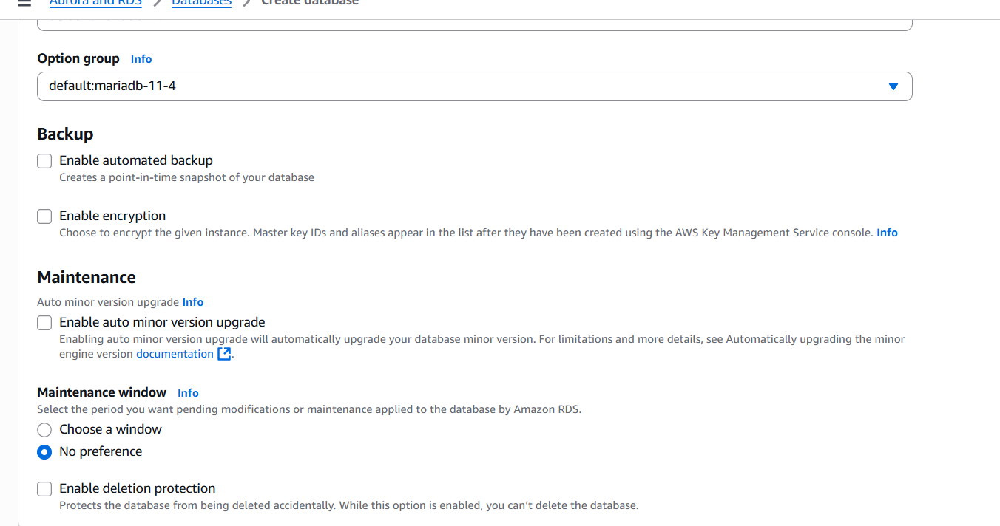 Aurora and RDS > Databases > Create database
Option group Info
default:mariadb-11-4
Backup
Enable automated backup
Creates a point-in-time snapshot of your database
Enable encryption
Choose to encrypt the given instance. Master key IDs and aliases appear in the list after they have been created using the AWS Key Management Service console. Info
Maintenance
Auto minor version upgrade Info
Enable auto minor version upgrade
Enabling auto minor version upgrade will automatically upgrade your database minor version. For limitations and more details, see Automatically upgrading the minor
engine version documentation.
Maintenance window Info
Select the period you want pending modifications or maintenance applied to the database by Amazon RDS.
Choose a window
No preference
Enable deletion protection
Protects the database from being deleted accidentally. While this option is enabled, you can’t delete the database.